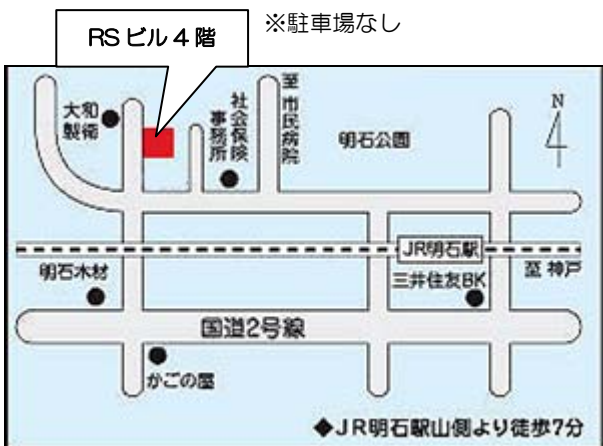 ※駐車場なし
RSビル4階
大和
製衡
社会保険
事務所
至市民病院
明石公園
N
JR明石駅
至 神戸
明石木材
三井住友BK
国道2号線
かごの屋
◆JR明石駅山側より徒歩7分